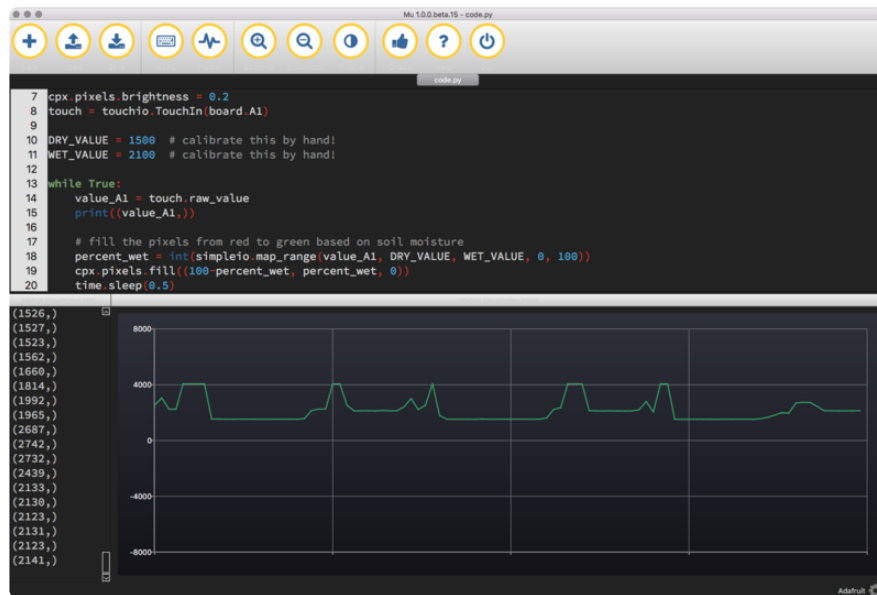 Mu 1.0.0.beta.15 - code.py
?
code.py
7 cpx.pixels.brightness = 0.2
8 touch = touchio.TouchIn(board.A1)
9
10 DRY_VALUE = 1500  # calibrate this by hand!
11 WET_VALUE = 2100  # calibrate this by hand!
12
13 while True:
14     value_A1 = touch.raw_value
15     print((value_A1,))
16
17     # fill the pixels from red to green based on soil moisture
18     percent_wet = int(simpleio.map_range(value_A1, DRY_VALUE, WET_VALUE, 0, 100))
19     cpx.pixels.fill((100-percent_wet, percent_wet, 0))
20     time.sleep(0.5)
(1526,)
(1527,)
(1523,)
(1562,)
(1660,)
(1814,)
(1992,)
(1965,)
(2687,)
(2742,)
(2732,)
(2439,)
(2133,)
(2130,)
(2123,)
(2131,)
(2123,)
(2141,)
8000
4000
0
-4000
-8000
Adafruit